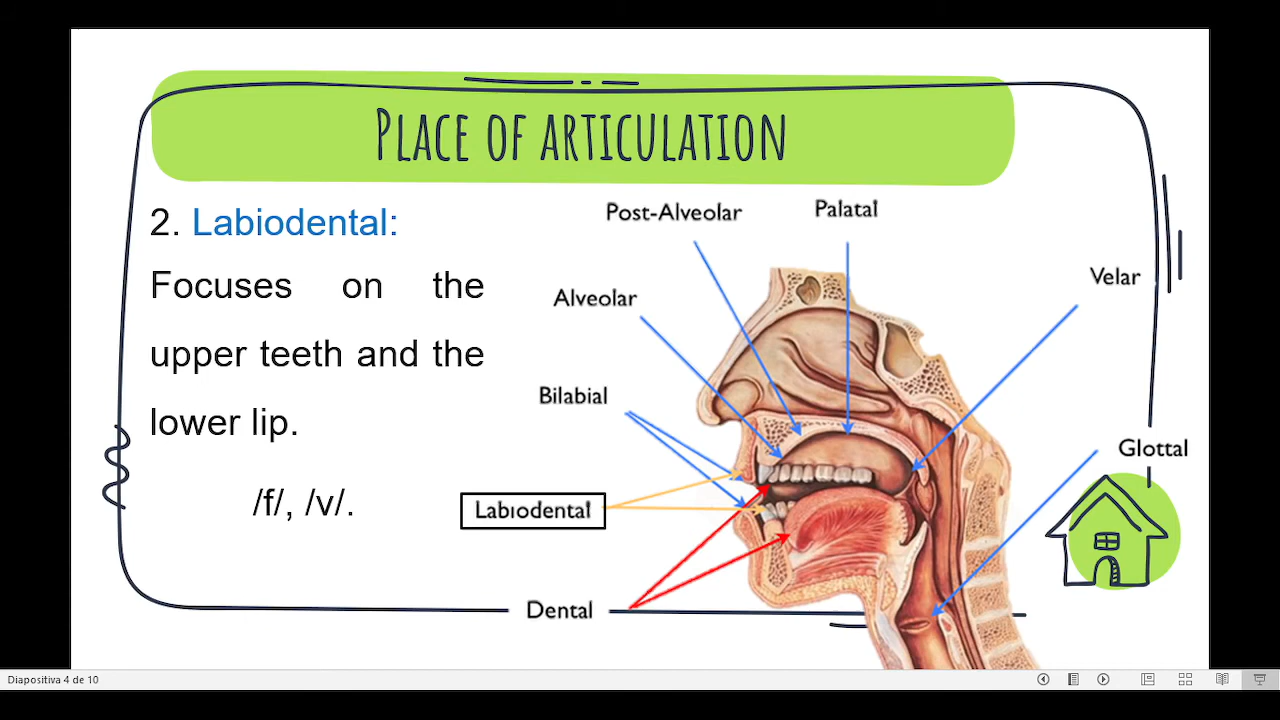 PLACE OF ARTICULATION
2. Labiodental:
Focuses on the
upper teeth and the
lower lip.
/f/, /v/.
Post-Alveolar
Palatal
Velar
Alveolar
Bilabial
Glottal
Labiodental
Dental
Diapositiva 4 de 10